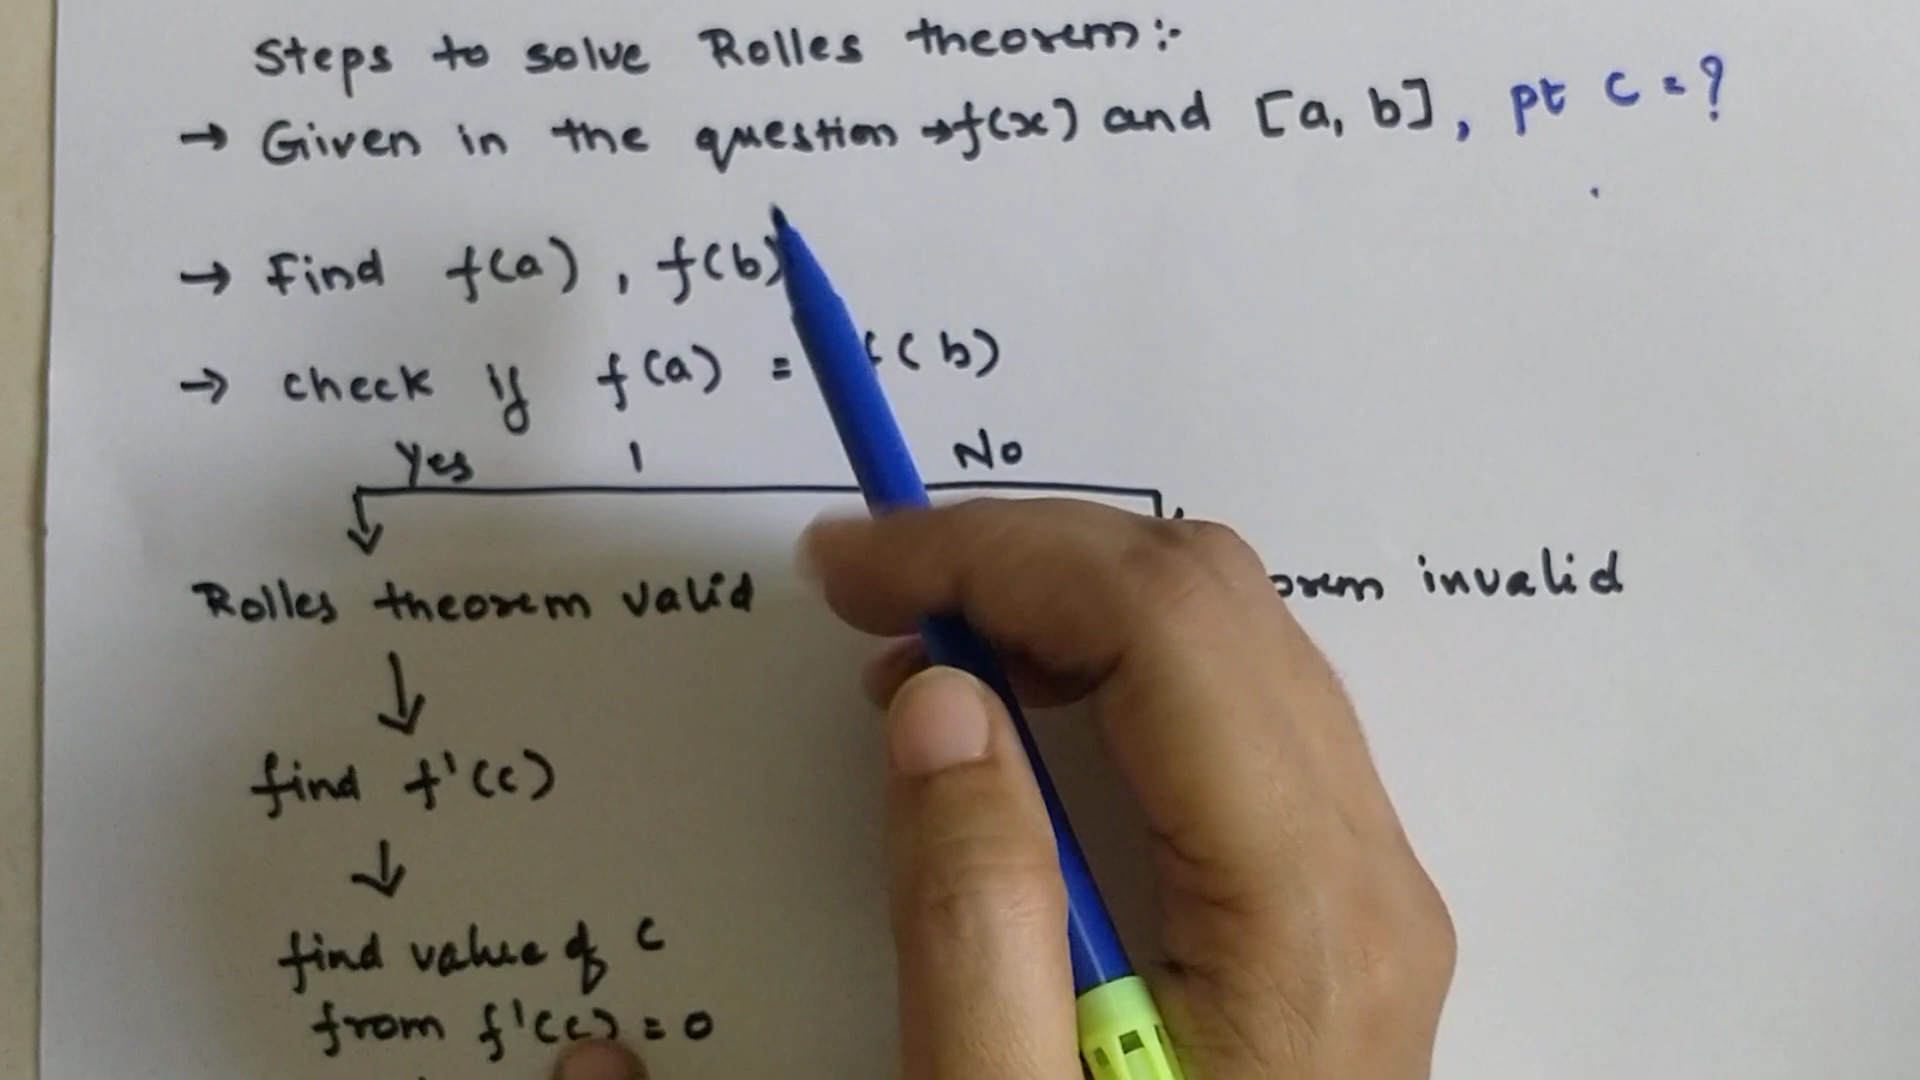 Steps to solve Rolles theorem:-
→ Given in the question → f(x) and [a, b], pt c = ?
→ Find f(a), f(b)
→ check if f(a) = f(b)
Yes No
Rolles theorem valid invalid
↓
find f'(c)
↓
find value of c
from f'(c) = 0